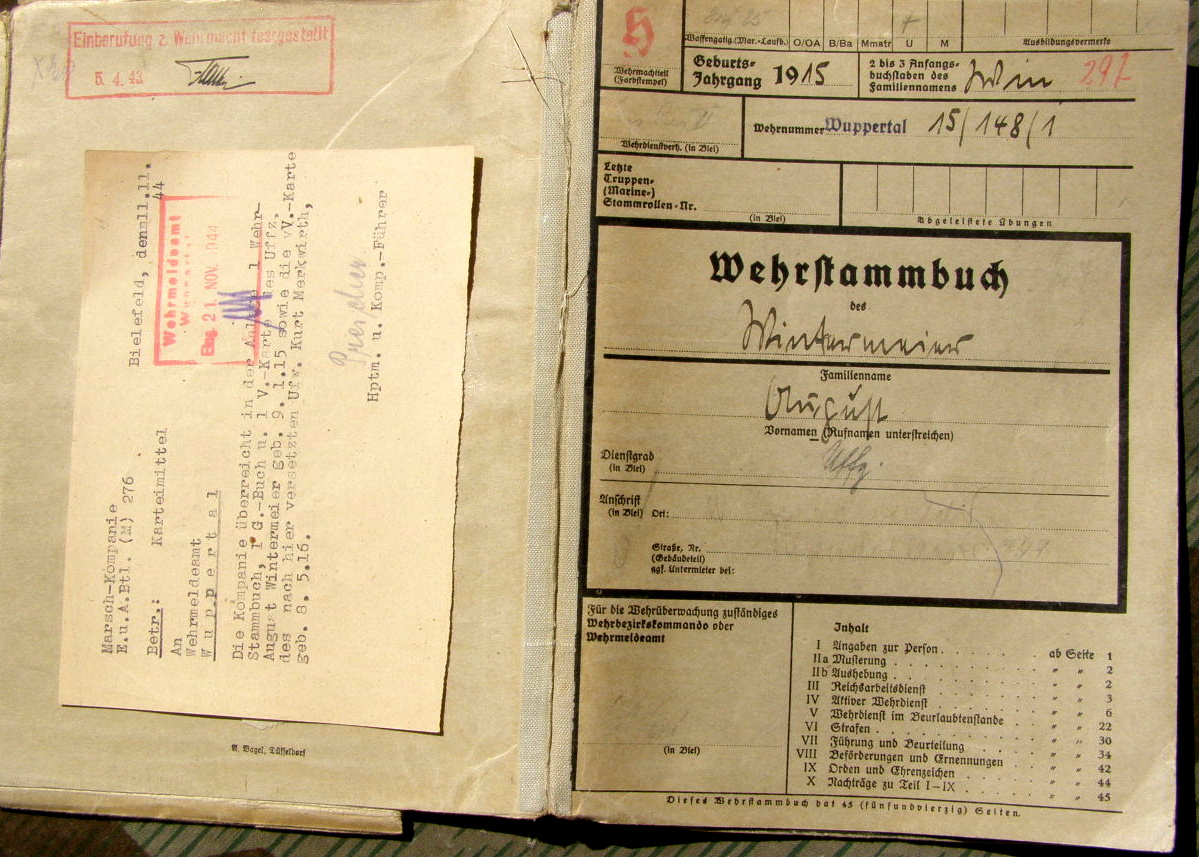 Einberufung z. Wehrmacht festgestellt
5. 4. 43.
Bielefeld, den 11.11.
44
Wehrmeldeamt
Wuppertal
Eing. 21. NOV. 1944
Marsch-Kompanie
E.u.A.Btl. (M) 276 .
Betr.: Karteimittel
An
Wehrmeldeamt
W u p p e r t a l
Die Kompanie überreicht in der Anlage 1 Wehr-
Stammbuch, 1 G.-Buch u. 1 V.-Karte des Uffz.
August Wintermeier geb. 9. 1.15 sowie die V.-Karte
des nach hier versetzten Ufw. Kurt Merkwirth,
geb. 8. 5.16.
Hptm. u. Komp.-Führer
A. Bagel, Düsseldorf
H
Wehrmachtteil
(Farbstempel)
Waffengattg.(Mar.-Laufb.) O/OA B/Ba Mmstr U M
Ausbildungsvermerke
Geburts-
Jahrgang 1915
2 bis 3 Anfangs-
buchstaben des
Familiennamens Win 297
Wehrdienstverh. (in Blei)
Wehrnummer Wuppertal 15/148/1
Letzte
Truppen-
(Marine-)
Stammrollen-Nr.
(in Blei)
Abgeleistete Übungen
Wehrstammbuch
des
Wintermeier
Familienname
August
Vornamen (Rufnamen unterstreichen)
Dienstgrad
(in Blei)
Uffz.
Anschrift
(in Blei) Ort:
Straße, Nr.
(Gebäudeteil)
ggf. Untermieter bei:
Für die Wehrüberwachung zuständiges
Wehrbezirkskommando oder
Wehrmeldeamt
(in Blei)
Inhalt
I Angaben zur Person . . . . . ab Seite 1
IIa Musterung . . . . . " " 2
IIb Aushebung . . . . . " " 2
III Reichsarbeitsdienst . . . . . " " 3
IV Aktiver Wehrdienst . . . . . " " 6
V Wehrdienst im Beurlaubtenstande . . . " " 22
VI Strafen . . . . . " " 30
VII Führung und Beurteilung . . . . . " " 34
VIII Beförderungen und Ernennungen . . . . " " 42
IX Orden und Ehrenzeichen . . . . . " " 44
X Nachträge zu Teil I–IX . . . . . " " 45
Dieses Wehrstammbuch hat 45 (fünfundvierzig) Seiten.